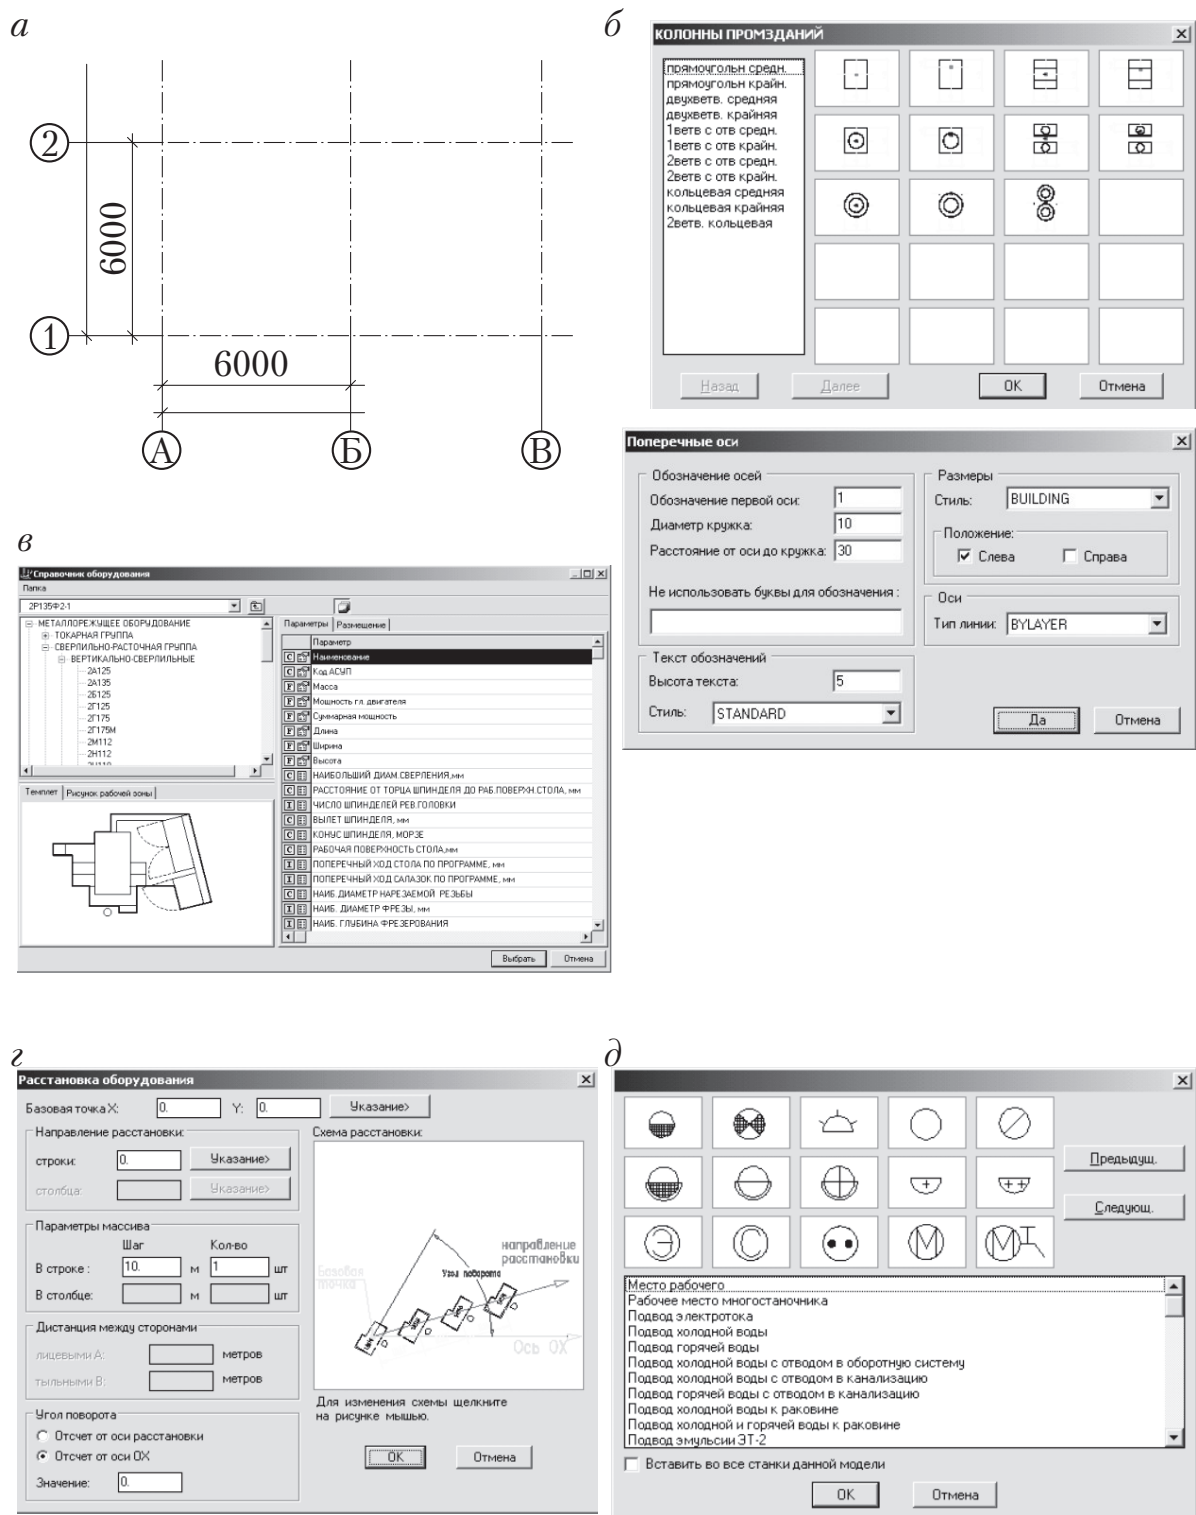 а
2
6000
1
6000
А
Б
В
б
КОЛОННЫ ПРОМЗДАНИЙ
прямоугольн средн.
прямоугольн крайн.
двухветв. средняя
двухветв. крайняя
1ветв с отв средн.
1ветв с отв крайн.
2ветв с отв средн.
2ветв с отв крайн.
кольцевая средняя
кольцевая крайняя
2ветв. кольцевая
Назад
Далее
OK
Отмена
Поперечные оси
Обозначение осей
Обозначение первой оси: 1
Диаметр кружка: 10
Расстояние от оси до кружка: 30
Не использовать буквы для обозначения :
Текст обозначений
Высота текста: 5
Стиль: STANDARD
Размеры
Стиль: BUILDING
Положение:
Слева Справа
Оси
Тип линии: BYLAYER
Да
Отмена
в
Справочник оборудования
Папка
2Р135Ф2-1
МЕТАЛЛОРЕЖУЩЕЕ ОБОРУДОВАНИЕ
ТОКАРНАЯ ГРУППА
СВЕРЛИЛЬНО-РАСТОЧНАЯ ГРУППА
ВЕРТИКАЛЬНО-СВЕРЛИЛЬНЫЕ
2А125
2А135
2Б125
2Г125
2Г175
2Г175М
2М112
2Н112
Темплет Рисунок рабочей зоны
Параметры Размещение
Параметр
C Наименование
C Код АСУП
F Масса
F Мощность гл. двигателя
F Суммарная мощность
F Длина
F Ширина
F Высота
C НАИБОЛЬШИЙ ДИАМ.СВЕРЛЕНИЯ,мм
C РАССТОЯНИЕ ОТ ТОРЦА ШПИНДЕЛЯ ДО РАБ.ПОВЕРХН.СТОЛА, мм
I ЧИСЛО ШПИНДЕЛЕЙ РЕВ.ГОЛОВКИ
C ВЫЛЕТ ШПИНДЕЛЯ, мм
C КОНУС ШПИНДЕЛЯ, МОРЗЕ
C РАБОЧАЯ ПОВЕРХНОСТЬ СТОЛА,мм
I ПОПЕРЕЧНЫЙ ХОД СТОЛА ПО ПРОГРАММЕ, мм
I ПОПЕРЕЧНЫЙ ХОД САЛАЗОК ПО ПРОГРАММЕ, мм
C НАИБ.ДИАМЕТР НАРЕЗАЕМОЙ РЕЗЬБЫ
I НАИБ. ДИАМЕТР ФРЕЗЫ, мм
I НАИБ. ГЛУБИНА ФРЕЗЕРОВАНИЯ
Выбрать
Отмена
г
Расстановка оборудования
Базовая точка X: 0. Y: 0. Указание>
Направление расстановки:
строки: 0. Указание>
столбца: Указание>
Параметры массива
Шаг Кол-во
В строке : 10. м 1 шт
В столбце: м шт
Дистанция между сторонами
лицевыми А: метров
тыльными В: метров
Угол поворота
Отсчет от оси расстановки
Отсчет от оси ОХ
Значение: 0.
Схема расстановки:
направление
расстановки
Базовая
точка
Угол поворота
Ось ОХ
Для изменения схемы щелкните
на рисунке мышью.
OK
Отмена
д
Э
С
М
М
Предыдущ.
Следующ.
Место рабочего
Рабочее место многостаночника
Подвод электротока
Подвод холодной воды
Подвод горячей воды
Подвод холодной воды с отводом в оборотную систему
Подвод холодной воды с отводом в канализацию
Подвод горячей воды с отводом в канализацию
Подвод холодной воды к раковине
Подвод холодной и горячей воды к раковине
Подвод эмульсии ЭТ-2
Вставить во все станки данной модели
OK
Отмена